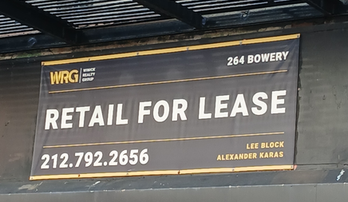 WRG WINICK REALTY GROUP
264 BOWERY
RETAIL FOR LEASE
212.792.2656
LEE BLOCK
ALEXANDER KARAS